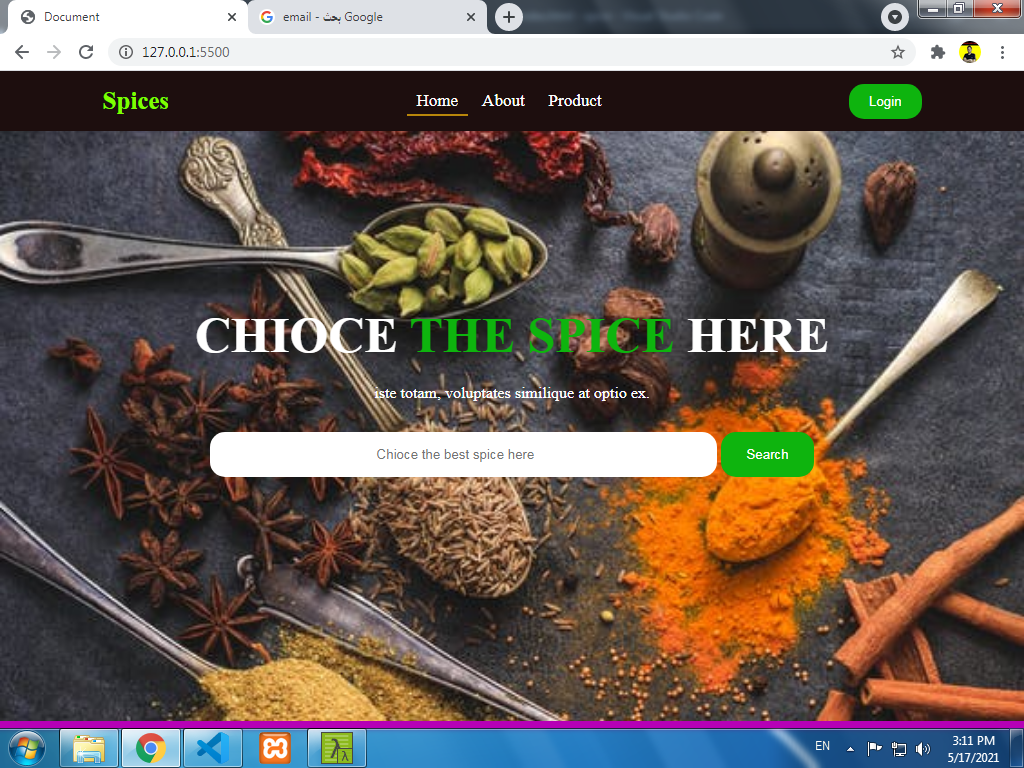 Document
email - بحث Google
127.0.0.1:5500
Spices
Home About Product
Login
CHIOCE THE SPICE HERE
iste totam, voluptates similique at optio ex.
Chioce the best spice here
Search
EN
3:11 PM
5/17/2021